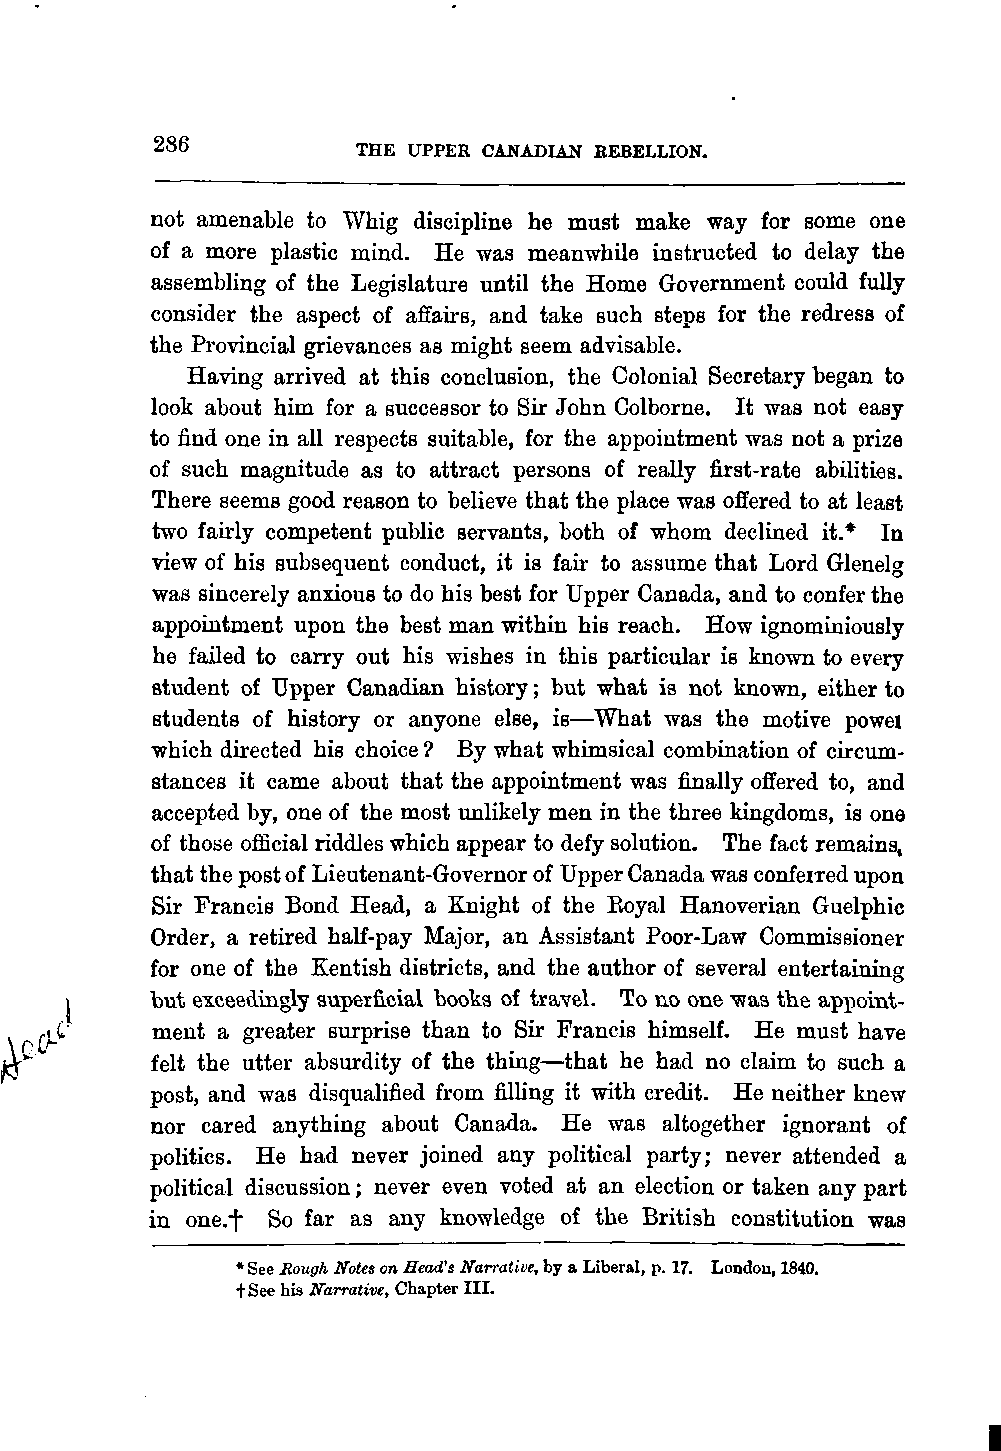 286
THE UPPER CANADIAN REBELLION.
not amenable to Whig discipline he must make way for some one
of a more plastic mind. He was meanwhile instructed to delay the
assembling of the Legislature until the Home Government could fully
consider the aspect of affairs, and take such steps for the redress of
the Provincial grievances as might seem advisable.
Having arrived at this conclusion, the Colonial Secretary began to
look about him for a successor to Sir John Colborne. It was not easy
to find one in all respects suitable, for the appointment was not a prize
of such magnitude as to attract persons of really first-rate abilities.
There seems good reason to believe that the place was offered to at least
two fairly competent public servants, both of whom declined it.* In
view of his subsequent conduct, it is fair to assume that Lord Glenelg
was sincerely anxious to do his best for Upper Canada, and to confer the
appointment upon the best man within his reach. How ignominiously
he failed to carry out his wishes in this particular is known to every
student of Upper Canadian history; but what is not known, either to
students of history or anyone else, is—What was the motive power
which directed his choice? By what whimsical combination of circum-
stances it came about that the appointment was finally offered to, and
accepted by, one of the most unlikely men in the three kingdoms, is one
of those official riddles which appear to defy solution. The fact remains,
that the post of Lieutenant-Governor of Upper Canada was conferred upon
Sir Francis Bond Head, a Knight of the Royal Hanoverian Guelphic
Order, a retired half-pay Major, an Assistant Poor-Law Commissioner
for one of the Kentish districts, and the author of several entertaining
but exceedingly superficial books of travel. To no one was the appoint-
Head
ment a greater surprise than to Sir Francis himself. He must have
felt the utter absurdity of the thing—that he had no claim to such a
post, and was disqualified from filling it with credit. He neither knew
nor cared anything about Canada. He was altogether ignorant of
politics. He had never joined any political party; never attended a
political discussion; never even voted at an election or taken any part
in one.† So far as any knowledge of the British constitution was
* See Rough Notes on Head's Narrative, by a Liberal, p. 17. London, 1840.
† See his Narrative, Chapter III.